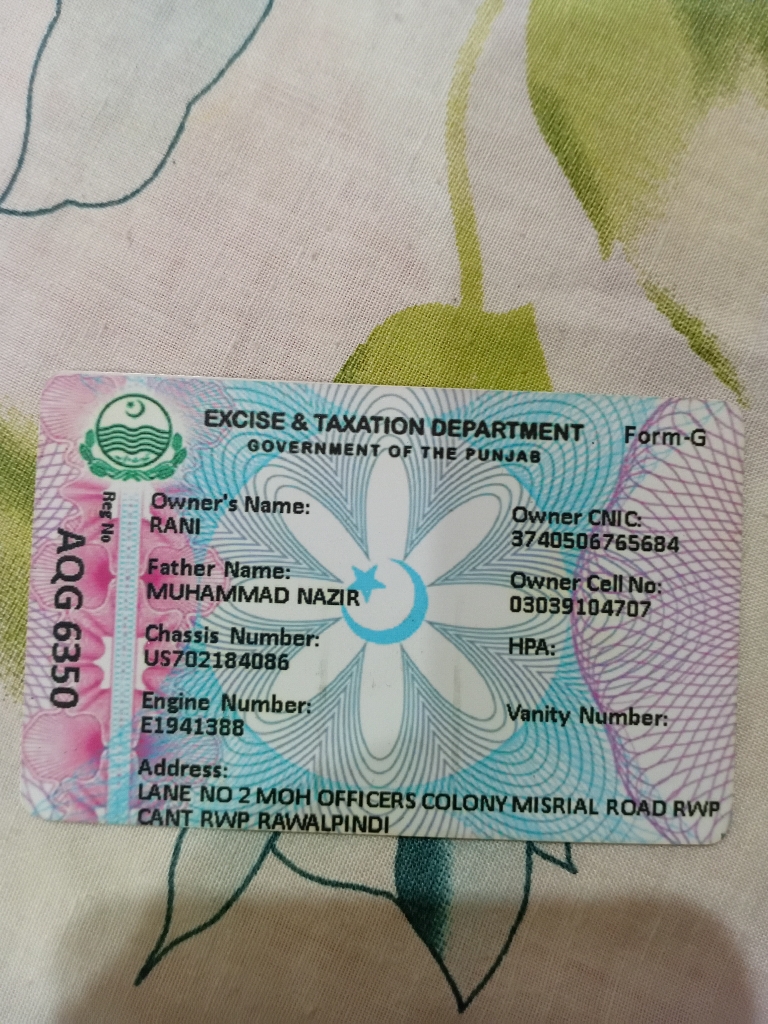 EXCISE & TAXATION DEPARTMENT
Form-G
GOVERNMENT OF THE PUNJAB
Reg No
AQG 6350
Owner's Name:
RANI
Father Name:
MUHAMMAD NAZIR
Chassis Number:
US702184086
Engine Number:
E1941388
Owner CNIC:
3740506765684
Owner Cell No:
03039104707
HPA:
Vanity Number:
Address:
LANE NO 2 MOH OFFICERS COLONY MISRIAL ROAD RWP
CANT RWP RAWALPINDI